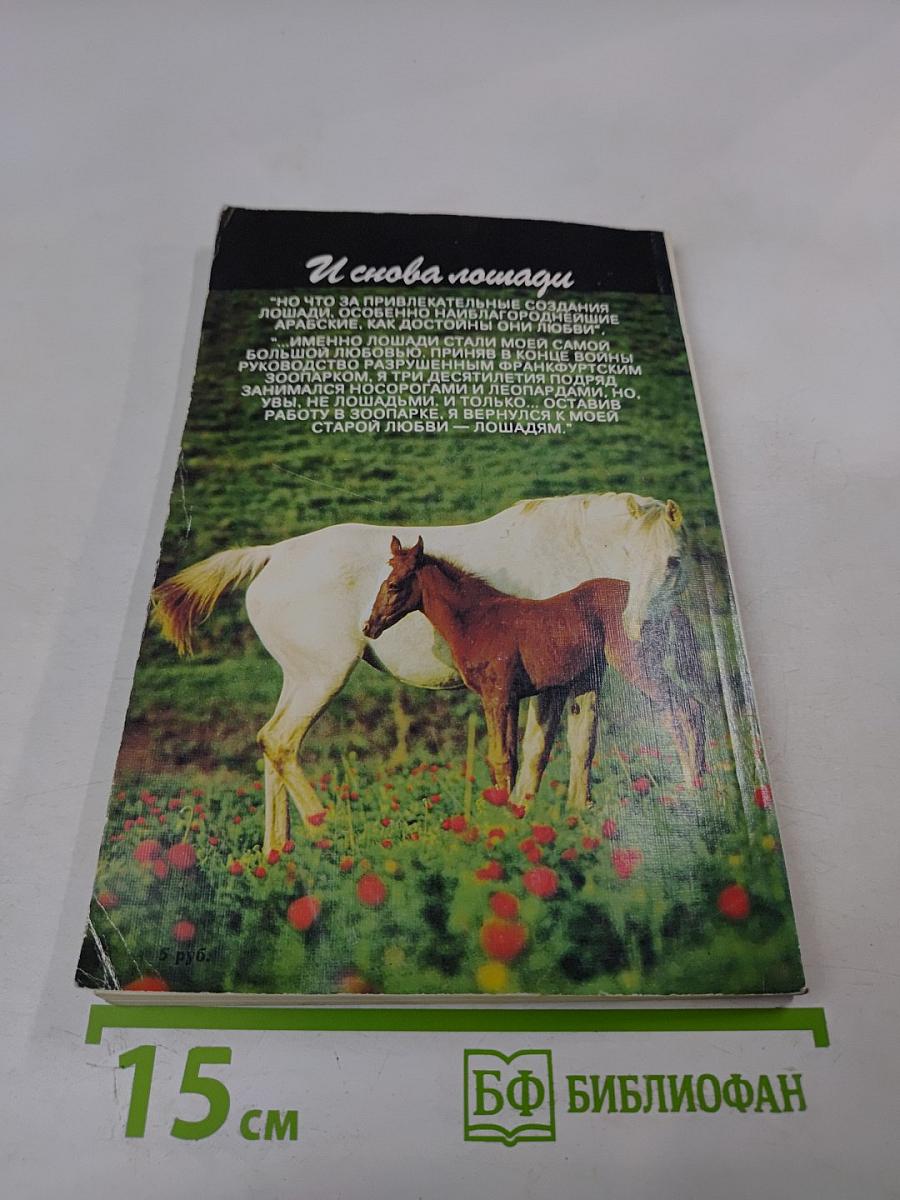 И снова лошади
"НО ЧТО ЗА ПРИВЛЕКАТЕЛЬНЫЕ СОЗДАНИЯ
ЛОШАДИ, ОСОБЕННО НАИБЛАГОРОДНЕЙШИЕ
АРАБСКИЕ, КАК ДОСТОЙНЫ ОНИ ЛЮБВИ".
"...ИМЕННО ЛОШАДИ СТАЛИ МОЕЙ САМОЙ
БОЛЬШОЙ ЛЮБОВЬЮ. ПРИНЯВ В КОНЦЕ ВОЙНЫ
РУКОВОДСТВО РАЗРУШЕННЫМ ФРАНКФУРТСКИМ
ЗООПАРКОМ, Я ТРИ ДЕСЯТИЛЕТИЯ ПОДРЯД
ЗАНИМАЛСЯ НОСОРОГАМИ И ЛЕОПАРДАМИ, НО,
УВЫ, НЕ ЛОШАДЬМИ. И ТОЛЬКО... ОСТАВИВ
РАБОТУ В ЗООПАРКЕ, Я ВЕРНУЛСЯ К МОЕЙ
СТАРОЙ ЛЮБВИ — ЛОШАДЯМ."
5 руб.
15 см
БФ БИБЛИОФАН